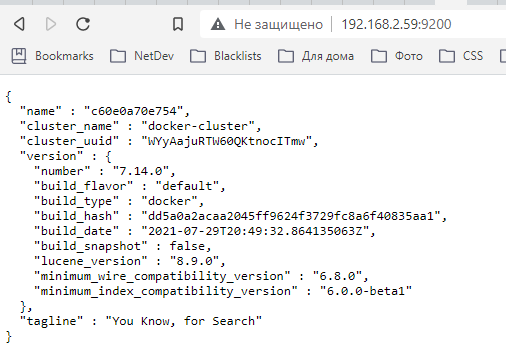 Не защищено 192.168.2.59:9200
Bookmarks NetDev Blacklists Для дома Фото CSS
{
"name" : "c60e0a70e754",
"cluster_name" : "docker-cluster",
"cluster_uuid" : "WYyAajuRTW60QKtnocITmw",
"version" : {
"number" : "7.14.0",
"build_flavor" : "default",
"build_type" : "docker",
"build_hash" : "dd5a0a2acaa2045ff9624f3729fc8a6f40835aa1",
"build_date" : "2021-07-29T20:49:32.864135063Z",
"build_snapshot" : false,
"lucene_version" : "8.9.0",
"minimum_wire_compatibility_version" : "6.8.0",
"minimum_index_compatibility_version" : "6.0.0-beta1"
},
"tagline" : "You Know, for Search"
}